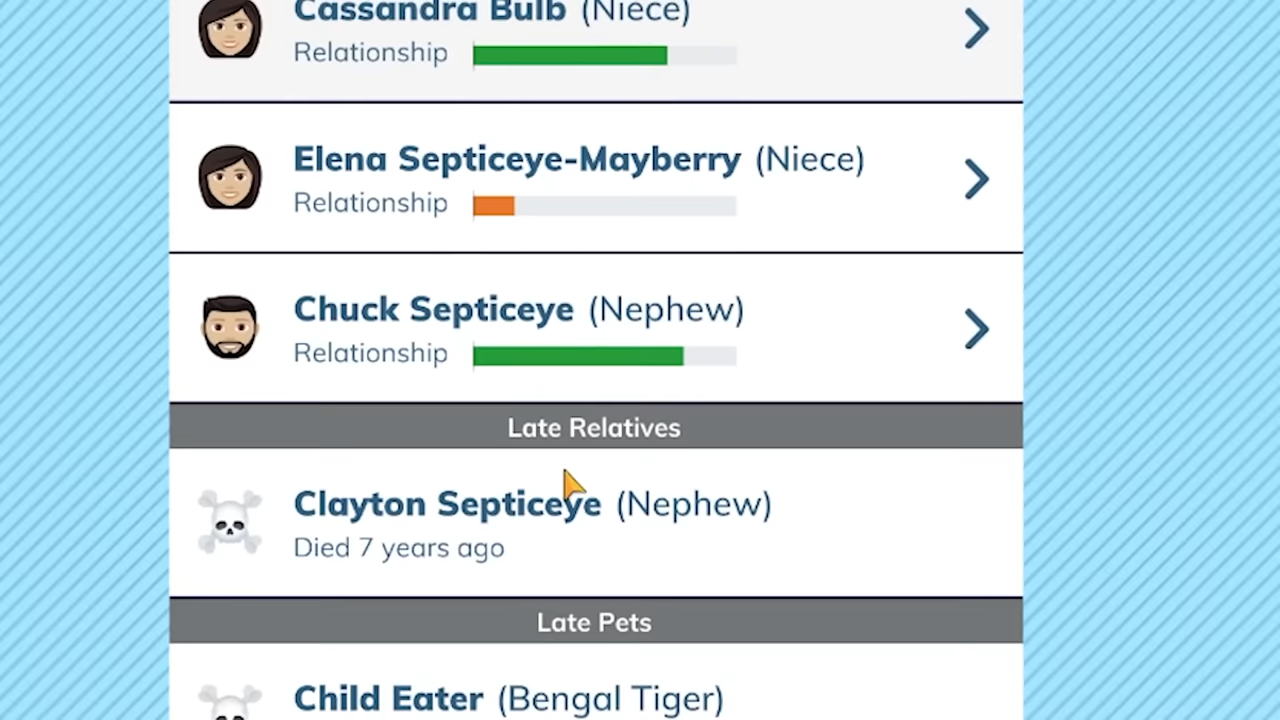 Cassandra Bulb (Niece)
Relationship
Elena Septiceye-Mayberry (Niece)
Relationship
Chuck Septiceye (Nephew)
Relationship
Late Relatives
Clayton Septiceye (Nephew)
Died 7 years ago
Late Pets
Child Eater (Bengal Tiger)